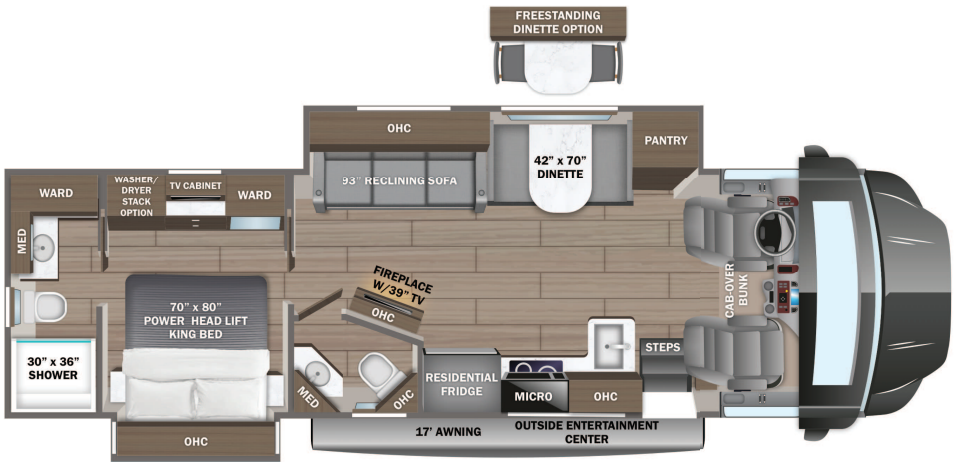 FREESTANDING
DINETTE OPTION
OHC
PANTRY
42" x 70"
DINETTE
93" RECLINING SOFA
WARD
WASHER/
DRYER
STACK
OPTION
TV CABINET
WARD
MED
FIREPLACE
W/39" TV
OHC
CAB-OVER
BUNK
70" x 80"
POWER HEAD LIFT
KING BED
30" x 36"
SHOWER
STEPS
RESIDENTIAL
FRIDGE
MICRO
OHC
MED
OHC
OHC
17' AWNING
OUTSIDE ENTERTAINMENT
CENTER